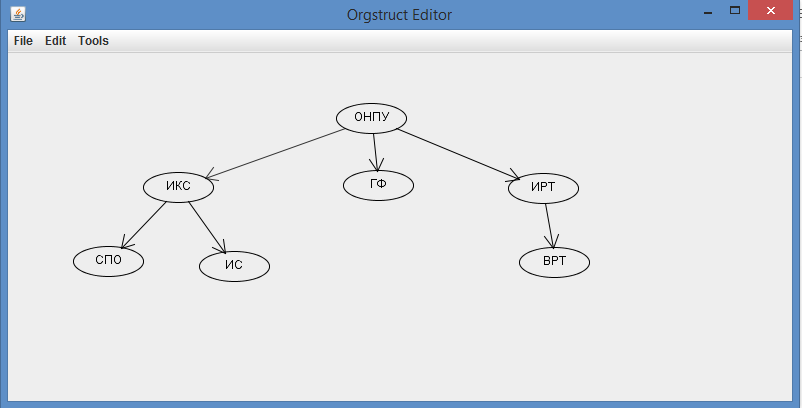 Orgstruct Editor
File Edit Tools
ОНПУ
ИКС ГФ ИРТ
СПО ИС ВРТ